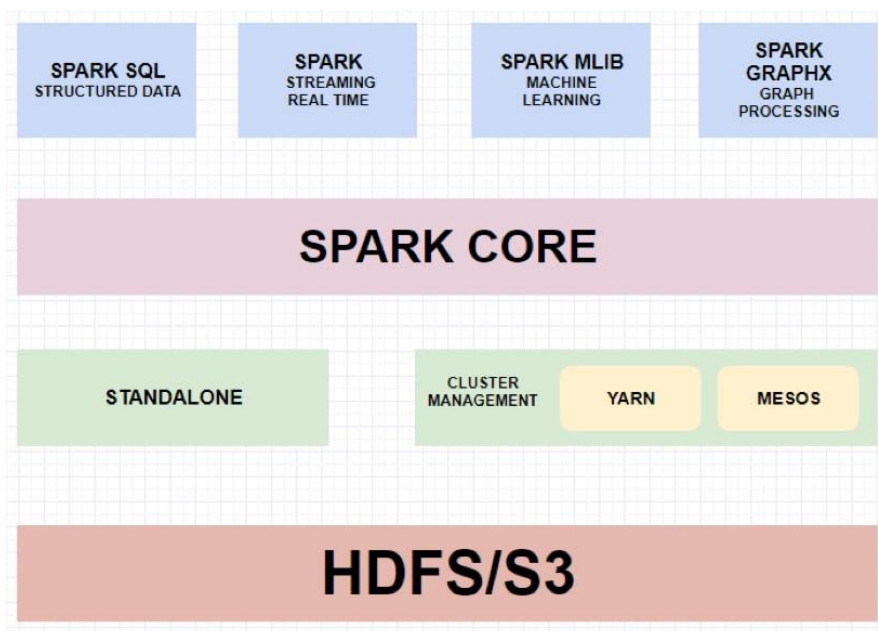 SPARK SQL
STRUCTURED DATA
SPARK
STREAMING
REAL TIME
SPARK MLIB
MACHINE
LEARNING
SPARK
GRAPHX
GRAPH
PROCESSING
SPARK CORE
STANDALONE
CLUSTER
MANAGEMENT
YARN
MESOS
HDFS/S3